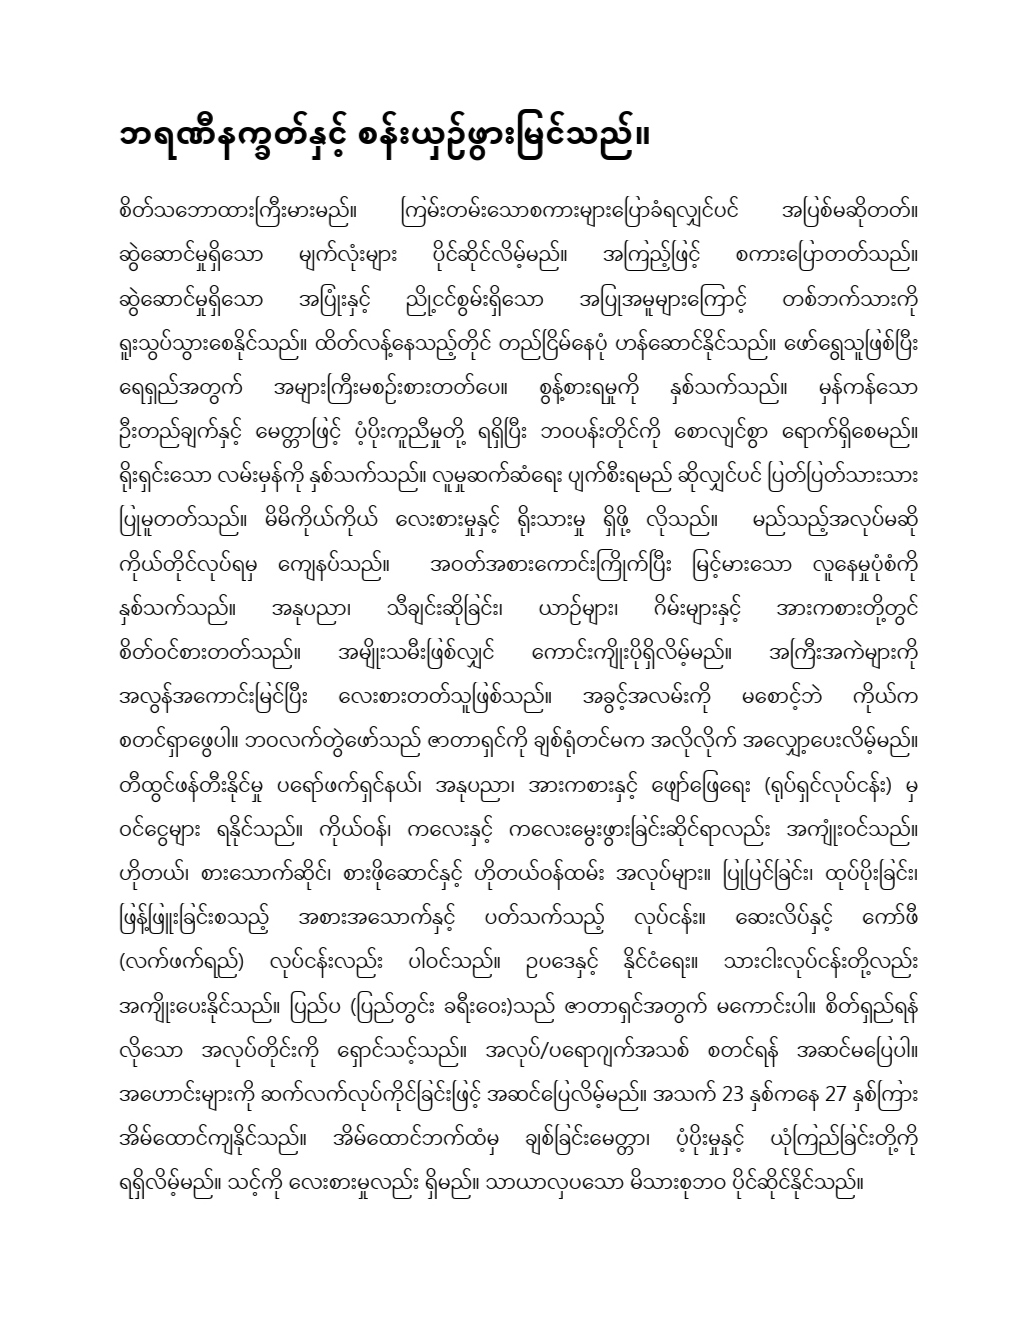 ဘရဏီနက္ခတ်နှင့် စန်းယှဉ်ဖွားမြင်သည်။
စိတ်သဘောထားကြီးမားမည်။ ကြမ်းတမ်းသောစကားများပြောခံရလျှင်ပင် အပြစ်မဆိုတတ်။
ဆွဲဆောင်မှုရှိသော မျက်လုံးများ ပိုင်ဆိုင်လိမ့်မည်။ အကြည့်ဖြင့် စကားပြောတတ်သည်။
ဆွဲဆောင်မှုရှိသော အပြုံးနှင့် ညှို့ငင်စွမ်းရှိသော အပြုအမူများကြောင့် တစ်ဘက်သားကို
ရူးသွပ်သွားစေနိုင်သည်။ ထိတ်လန့်နေသည့်တိုင် တည်ငြိမ်နေပုံ ဟန်ဆောင်နိုင်သည်။ ဖော်ရွေသူဖြစ်ပြီး
ရေရှည်အတွက် အများကြီးမစဉ်းစားတတ်ပေ။ စွန့်စားရမှုကို နှစ်သက်သည်။ မှန်ကန်သော
ဦးတည်ချက်နှင့် မေတ္တာဖြင့် ပံ့ပိုးကူညီမှုတို့ ရရှိပြီး ဘဝပန်းတိုင်ကို စောလျင်စွာ ရောက်ရှိစေမည်။
ရိုးရှင်းသော လမ်းမှန်ကို နှစ်သက်သည်။ လူမှုဆက်ဆံရေး ပျက်စီးရမည် ဆိုလျှင်ပင် ပြတ်ပြတ်သားသား
ပြုမူတတ်သည်။ မိမိကိုယ်ကိုယ် လေးစားမှုနှင့် ရိုးသားမှု ရှိဖို့ လိုသည်။ မည်သည့်အလုပ်မဆို
ကိုယ်တိုင်လုပ်ရမှ ကျေနပ်သည်။ အဝတ်အစားကောင်းကြိုက်ပြီး မြင့်မားသော လူနေမှုပုံစံကို
နှစ်သက်သည်။ အနုပညာ၊ သီချင်းဆိုခြင်း၊ ယာဉ်များ၊ ဂိမ်းများနှင့် အားကစားတို့တွင်
စိတ်ဝင်စားတတ်သည်။ အမျိုးသမီးဖြစ်လျှင် ကောင်းကျိုးပိုရှိလိမ့်မည်။ အကြီးအကဲများကို
အလွန်အကောင်းမြင်ပြီး လေးစားတတ်သူဖြစ်သည်။ အခွင့်အလမ်းကို မစောင့်ဘဲ ကိုယ်က
စတင်ရှာဖွေပါ။ ဘဝလက်တွဲဖော်သည် ဇာတာရှင်ကို ချစ်ရုံတင်မက အလိုလိုက် အလျှော့ပေးလိမ့်မည်။
တီထွင်ဖန်တီးနိုင်မှု ပရော်ဖက်ရှင်နယ်၊ အနုပညာ၊ အားကစားနှင့် ဖျော်ဖြေရေး (ရုပ်ရှင်လုပ်ငန်း) မှ
ဝင်ငွေများ ရနိုင်သည်။ ကိုယ်ဝန်၊ ကလေးနှင့် ကလေးမွေးဖွားခြင်းဆိုင်ရာလည်း အကျုံးဝင်သည်။
ဟိုတယ်၊ စားသောက်ဆိုင်၊ စားဖိုဆောင်နှင့် ဟိုတယ်ဝန်ထမ်း အလုပ်များ။ ပြုပြင်ခြင်း၊ ထုပ်ပိုးခြင်း၊
ဖြန့်ဖြူးခြင်းစသည့် အစားအသောက်နှင့် ပတ်သက်သည့် လုပ်ငန်း။ ဆေးလိပ်နှင့် ကော်ဖီ
(လက်ဖက်ရည်) လုပ်ငန်းလည်း ပါဝင်သည်။ ဥပဒေနှင့် နိုင်ငံရေး။ သားငါးလုပ်ငန်းတို့လည်း
အကျိုးပေးနိုင်သည်။ ပြည်ပ (ပြည်တွင်း ခရီးဝေး)သည် ဇာတာရှင်အတွက် မကောင်းပါ။ စိတ်ရှည်ရန်
လိုသော အလုပ်တိုင်းကို ရှောင်သင့်သည်။ အလုပ်/ပရောဂျက်အသစ် စတင်ရန် အဆင်မပြေပါ။
အဟောင်းများကို ဆက်လက်လုပ်ကိုင်ခြင်းဖြင့် အဆင်ပြေလိမ့်မည်။ အသက် 23 နှစ်ကနေ 27 နှစ်ကြား
အိမ်ထောင်ကျနိုင်သည်။ အိမ်ထောင်ဘက်ထံမှ ချစ်ခြင်းမေတ္တာ၊ ပံ့ပိုးမှုနှင့် ယုံကြည်ခြင်းတို့ကို
ရရှိလိမ့်မည်။ သင့်ကို လေးစားမှုလည်း ရှိမည်။ သာယာလှပသော မိသားစုဘဝ ပိုင်ဆိုင်နိုင်သည်။